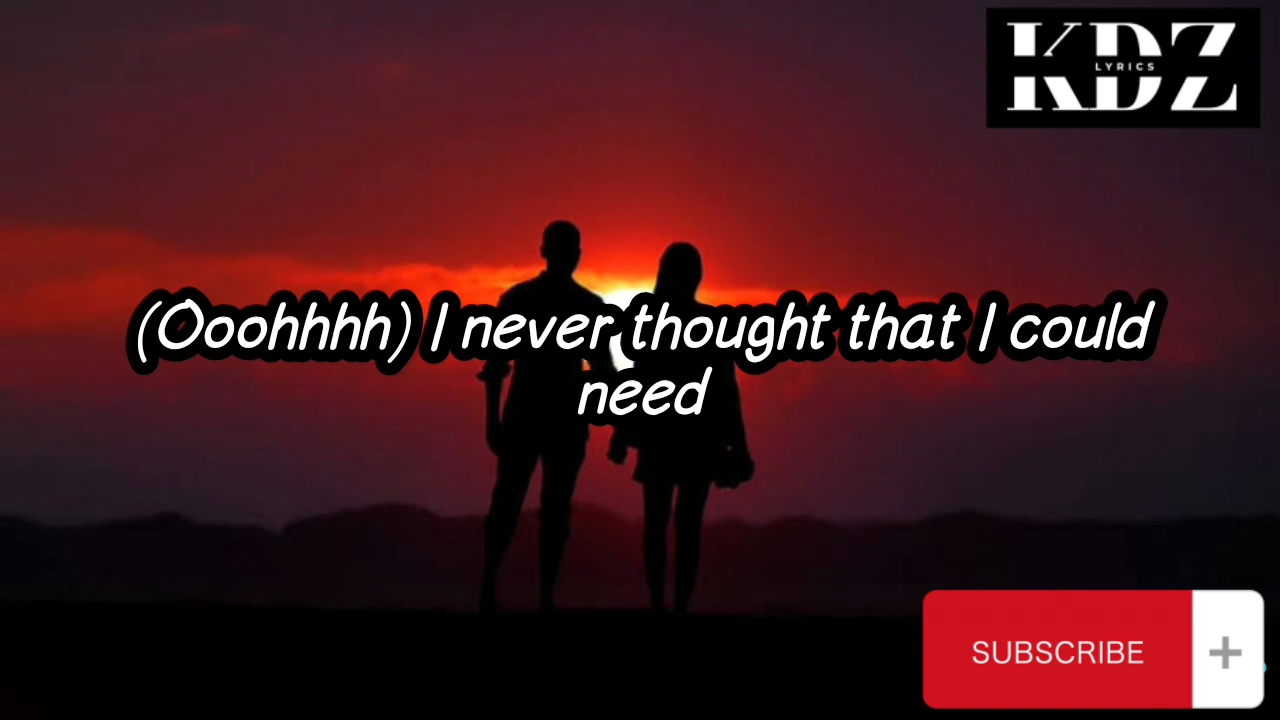 KDZ
LYRICS
(Ooohhhh) I never thought that I could
need
SUBSCRIBE
+